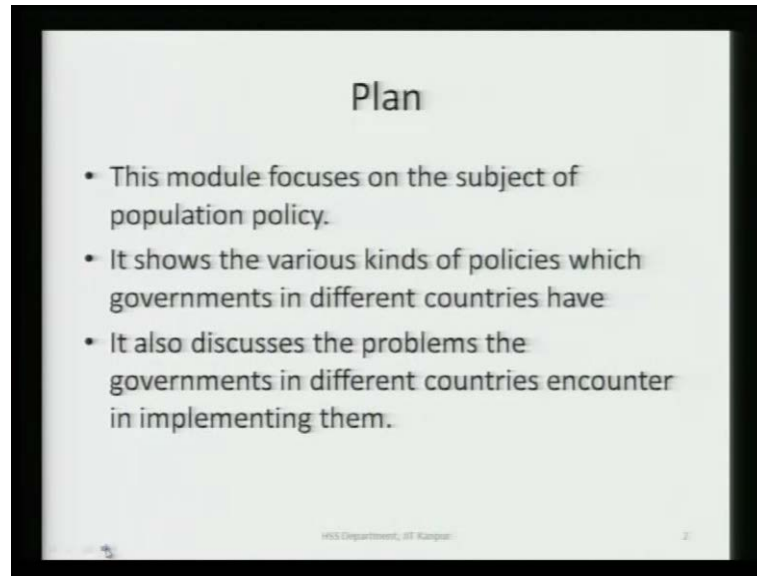 Plan
• This module focuses on the subject of
population policy.
• It shows the various kinds of policies which
governments in different countries have
• It also discusses the problems the
governments in different countries encounter
in implementing them.
HSS Department, IIT Kanpur
2